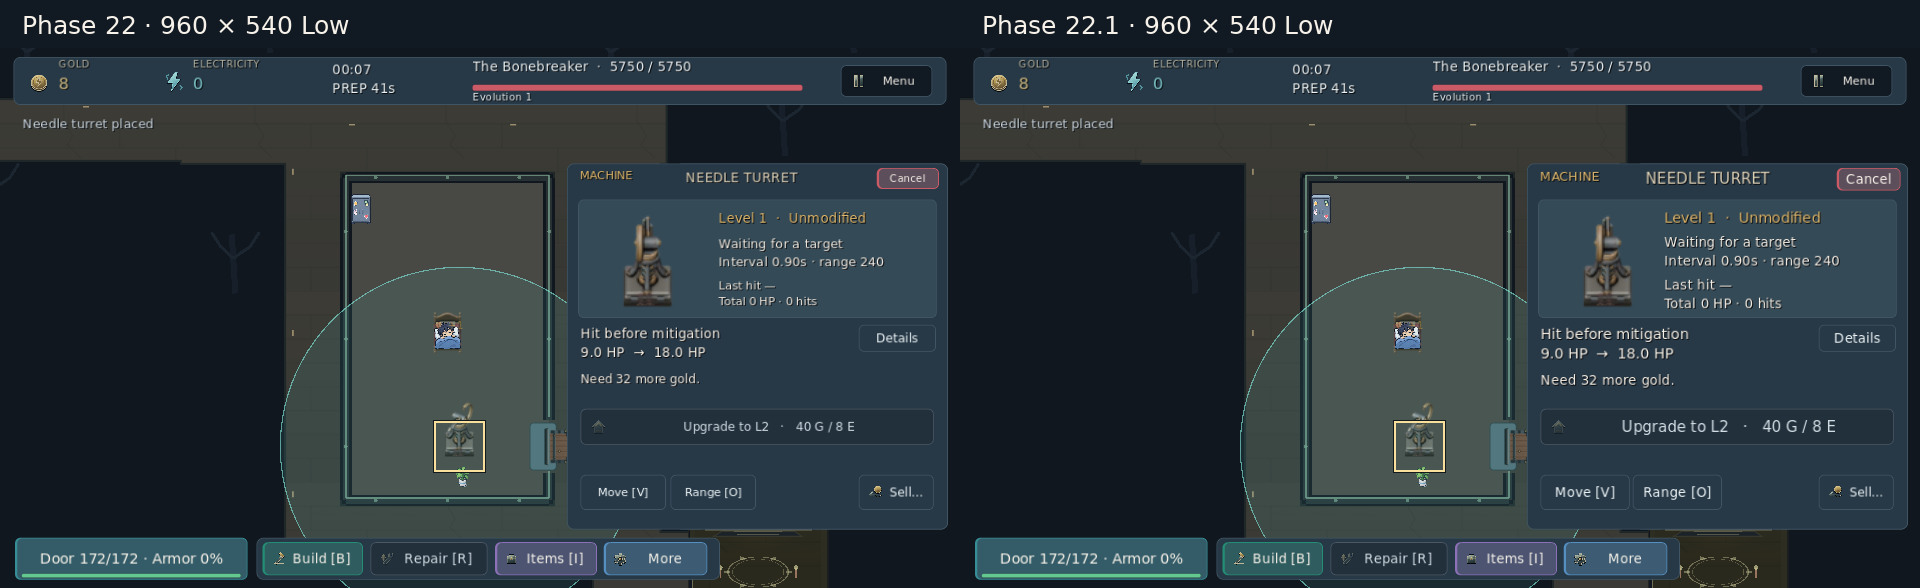 Phase 22 · 960 × 540 Low
GOLD
8
ELECTRICITY
0
00:07
PREP 41s
The Bonebreaker · 5750 / 5750
Evolution 1
Menu
Needle turret placed
MACHINE
NEEDLE TURRET
Cancel
Level 1 · Unmodified
Waiting for a target
Interval 0.90s · range 240
Last hit —
Total 0 HP · 0 hits
Hit before mitigation
9.0 HP → 18.0 HP
Details
Need 32 more gold.
Upgrade to L2 · 40 G / 8 E
Move [V]
Range [O]
Sell...
Door 172/172 · Armor 0%
Build [B]
Repair [R]
Items [I]
More
Phase 22.1 · 960 × 540 Low
GOLD
8
ELECTRICITY
0
00:07
PREP 41s
The Bonebreaker · 5750 / 5750
Evolution 1
Menu
Needle turret placed
MACHINE
NEEDLE TURRET
Cancel
Level 1 · Unmodified
Waiting for a target
Interval 0.90s · range 240
Last hit —
Total 0 HP · 0 hits
Hit before mitigation
9.0 HP → 18.0 HP
Details
Need 32 more gold.
Upgrade to L2 · 40 G / 8 E
Move [V]
Range [O]
Sell...
Door 172/172 · Armor 0%
Build [B]
Repair [R]
Items [I]
More